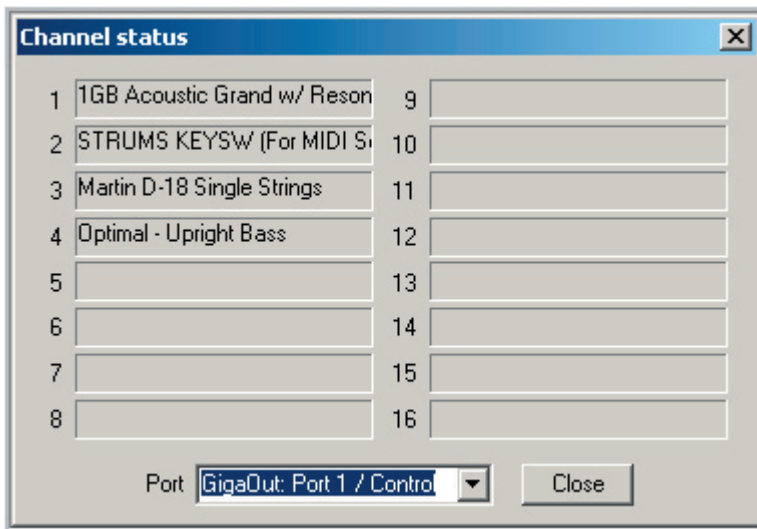 Channel status
1 1GB Acoustic Grand w/ Reson
2 STRUMS KEYSW (For MIDI S
3 Martin D-18 Single Strings
4 Optimal - Upright Bass
5
6
7
8
9
10
11
12
13
14
15
16
Port GigaOut: Port 1 / Contro Close